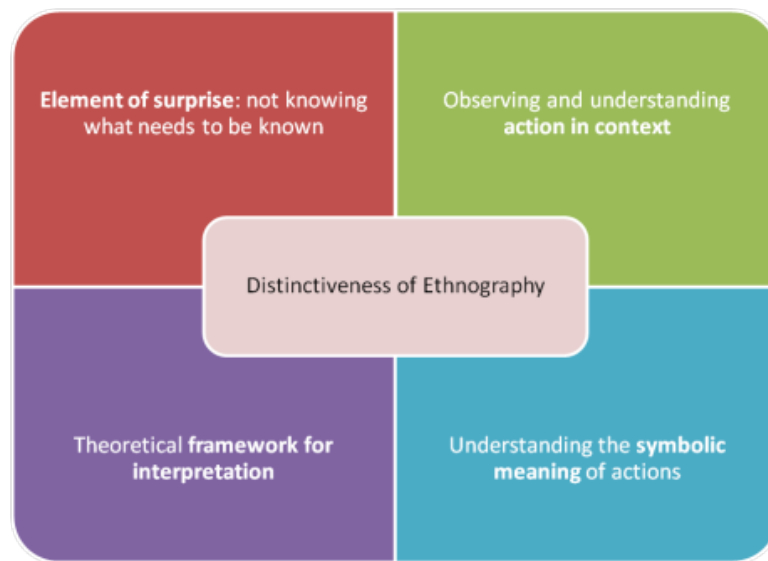 Element of surprise: not knowing
what needs to be known
Observing and understanding
action in context
Distinctiveness of Ethnography
Theoretical framework for
interpretation
Understanding the symbolic
meaning of actions